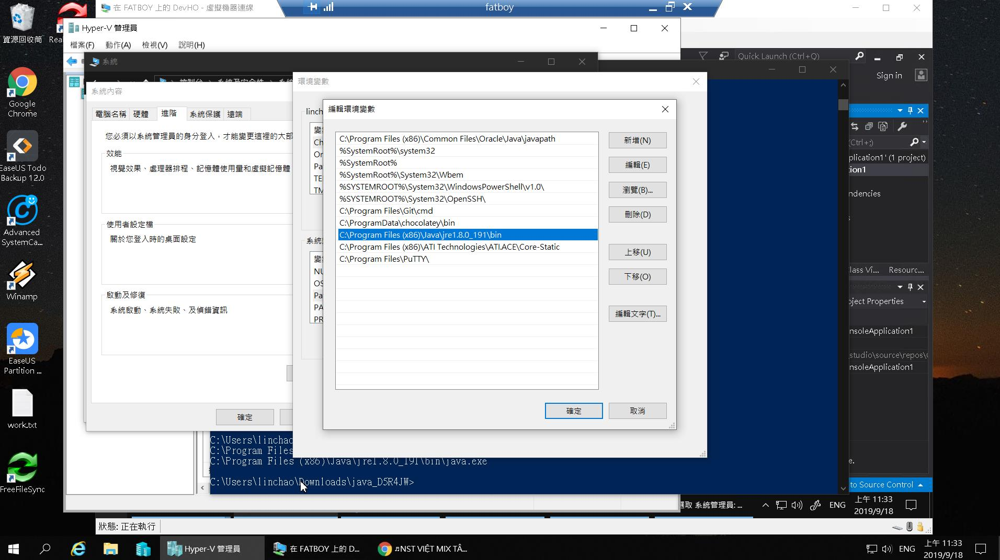 資源回收筒
Rea
Google
Chrome
EaseUS Todo
Backup 12.0
Advanced
SystemCa...
Winamp
EaseUS
Partition ...
work.txt
FreeFileSync
在 FATBOY 上的 DevHO - 虛擬機器連線
fatboy
Hyper-V 管理員
檔案(F) 動作(A) 檢視(V) 說明(H)
系統
控制台 系統及安全性 系統
系統內容
電腦名稱 硬體 進階 系統保護 遠端
您必須以系統管理員的身分登入，才能變更這裡的大部
效能
視覺效果、處理器排程、記憶體使用量和虛擬記憶體
使用者設定檔
關於您登入時的桌面設定
啟動及修復
系統啟動、系統失敗、及偵錯資訊
確定
環境變數
linch
Ch
On
Pa
TE
TM
系統
NU
OS
Pa
PA
PR
編輯環境變數
C:\Program Files (x86)\Common Files\Oracle\Java\javapath
%SystemRoot%\system32
%SystemRoot%
%SystemRoot%\System32\Wbem
%SYSTEMROOT%\System32\WindowsPowerShell\v1.0\
%SYSTEMROOT%\System32\OpenSSH\
C:\Program Files\Git\cmd
C:\ProgramData\chocolatey\bin
C:\Program Files (x86)\Java\jre1.8.0_191\bin
C:\Program Files (x86)\ATI Technologies\ATI.ACE\Core-Static
C:\Program Files\PuTTY\
新增(N)
編輯(E)
瀏覽(B)...
刪除(D)
上移(U)
下移(O)
編輯文字(T)...
確定 取消
C:\Users\linchao
C:\Program Files
C:\Program Files (x86)\Java\jre1.8.0_191\bin\java.exe
C:\Users\linchao\Downloads\java_D5R4JW>
Quick Launch (Ctrl+Q)
Sign in
(Ctrl+;)
plication1' (1 project)
ion1
ndencies
s
lass Vi... Resourc...
oject Properties
nsoleApplication1
studio\source\repos\
nsoleApplication1
e.
to Source Control
選取 系統管理員: ... ENG 上午 11:33
2019/9/18
狀態: 正在執行
Hyper-V 管理員 在 FATBOY 上的 D... ♬NST VIỆT MIX TÂ... ENG 上午 11:33
2019/9/18